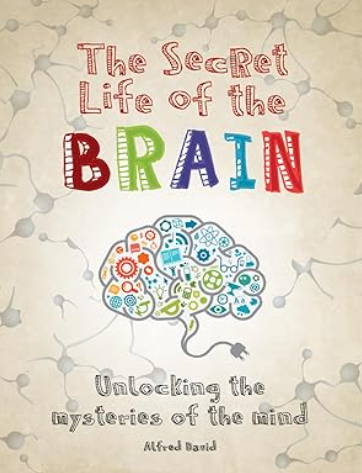 The Secret
Life of the
BRAIN
Unlocking the
mysteries of the mind
Alfred David